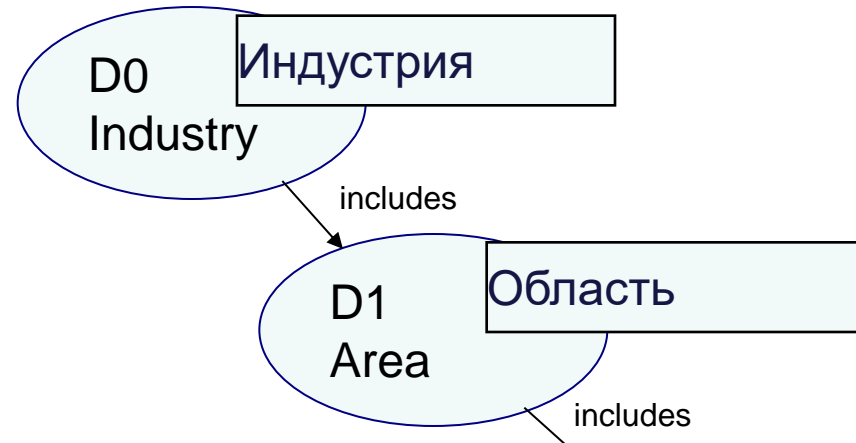 D0
Industry
Индустрия
includes
D1
Area
Область
includes